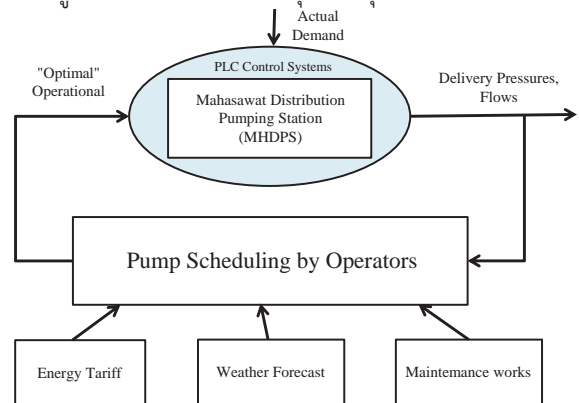 Actual
Demand
PLC Control Systems
"Optimal"
Operational
Delivery Pressures,
Flows
Mahasawat Distribution
Pumping Station
(MHDPS)
Pump Scheduling by Operators
Energy Tariff
Weather Forecast
Maintemance works